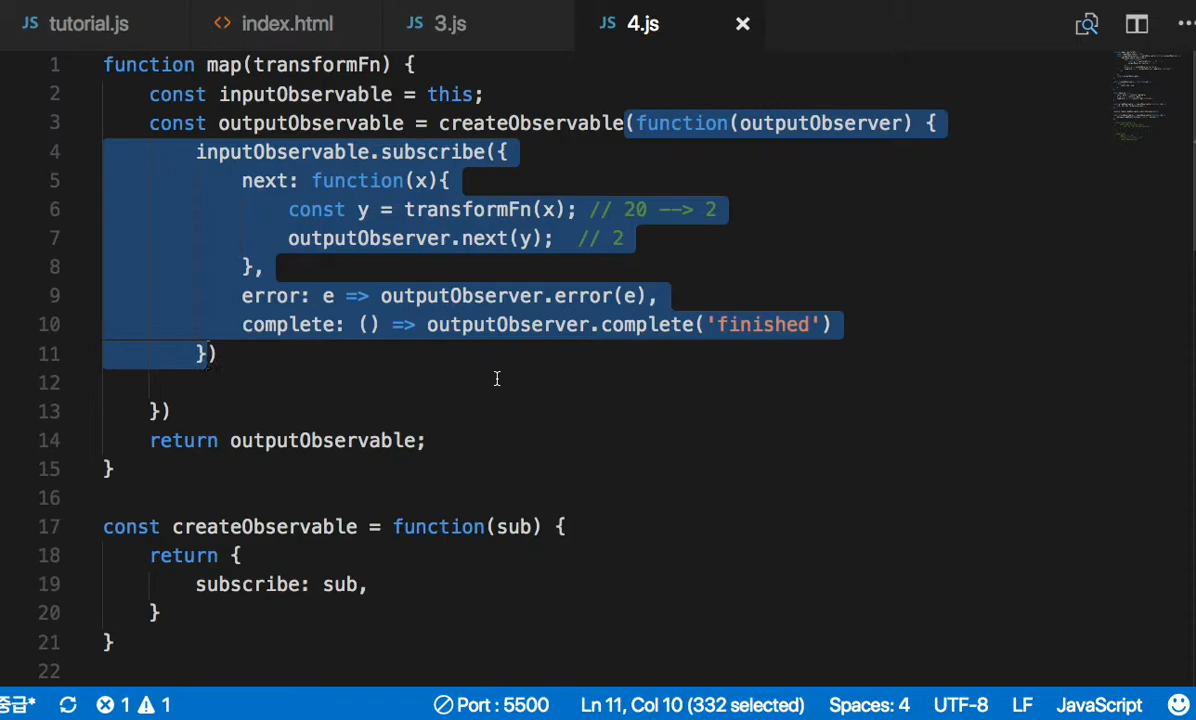 JS tutorial.js <> index.html JS 3.js JS 4.js ×
1 function map(transformFn) {
2 const inputObservable = this;
3 const outputObservable = createObservable(function(outputObserver) {
4 inputObservable.subscribe({
5 next: function(x){
6 const y = transformFn(x); // 20 --> 2
7 outputObserver.next(y); // 2
8 },
9 error: e => outputObserver.error(e),
10 complete: () => outputObserver.complete('finished')
11 })
12
13 })
14 return outputObservable;
15 }
16
17 const createObservable = function(sub) {
18 return {
19 subscribe: sub,
20 }
21 }
22
중급* 1 1 Port : 5500 Ln 11, Col 10 (332 selected) Spaces: 4 UTF-8 LF JavaScript